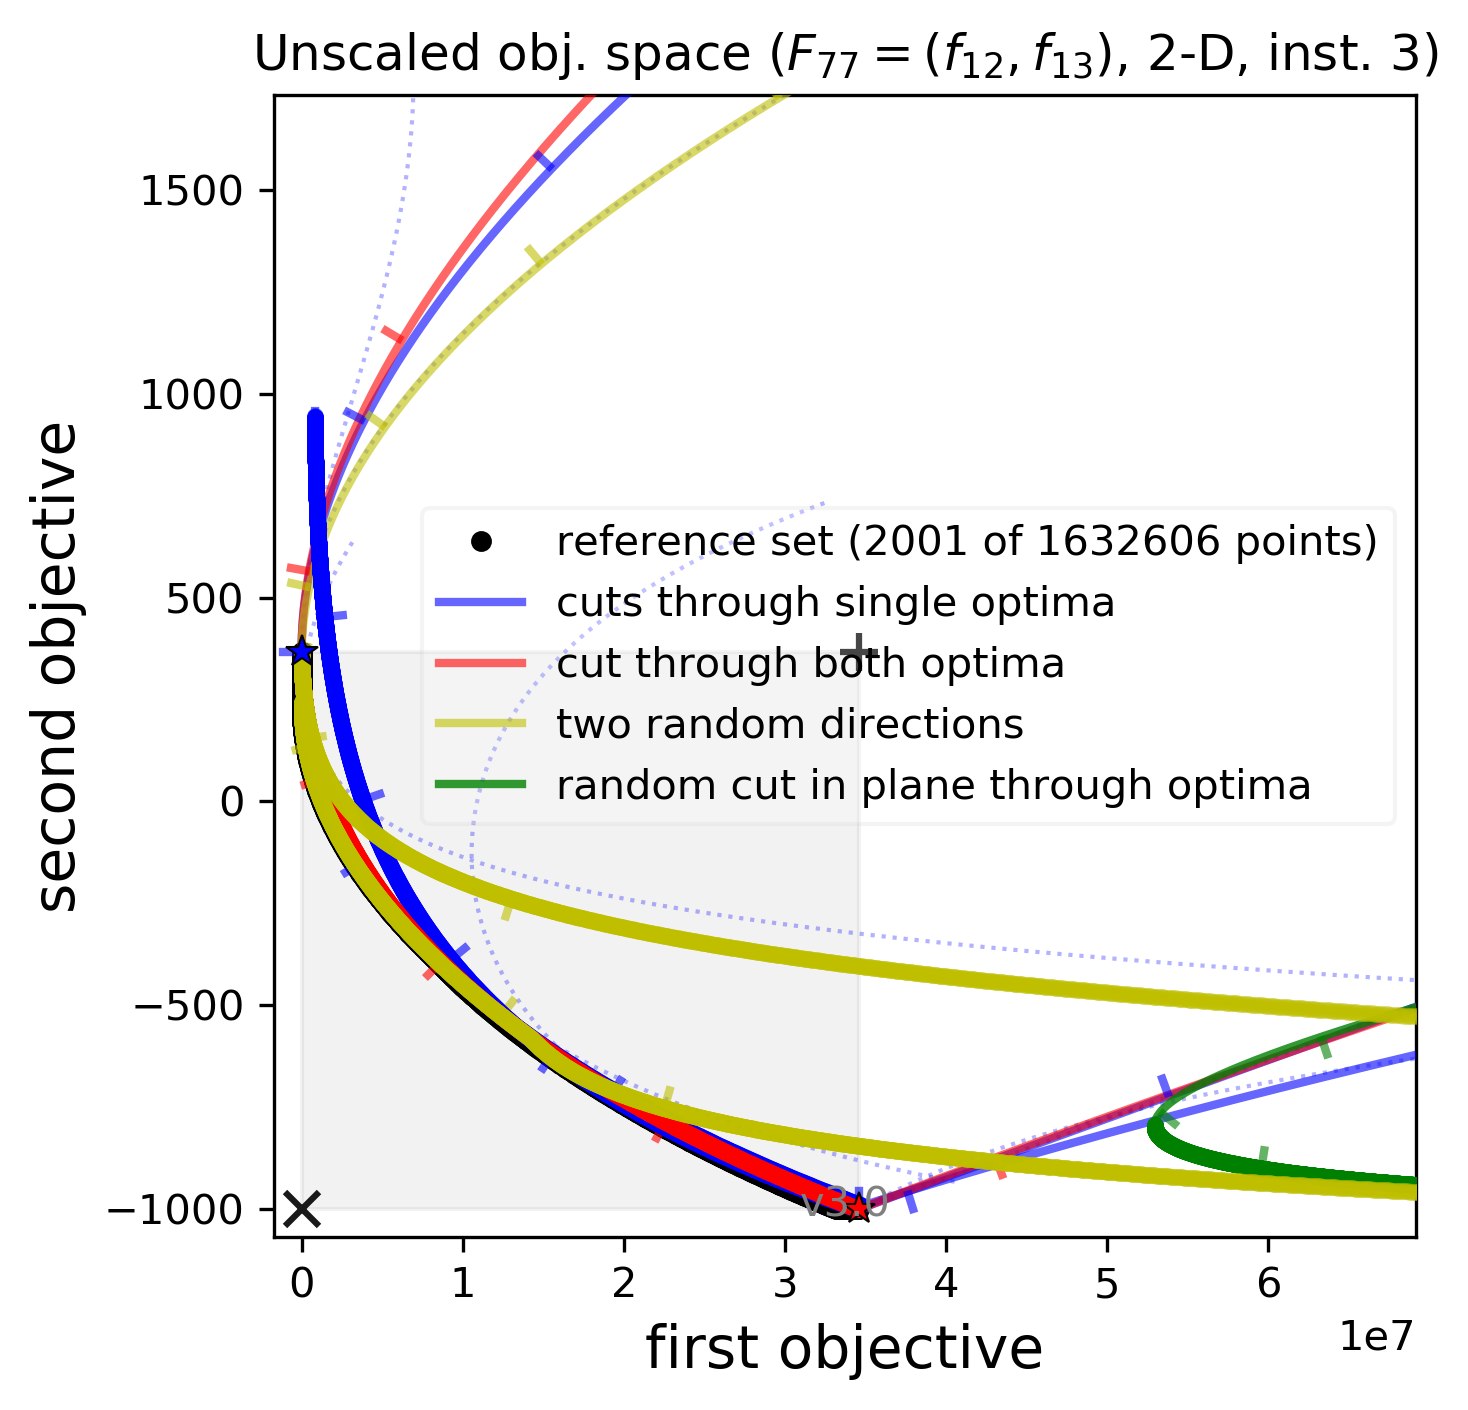 Unscaled obj. space (F₇₇ = (f₁₂, f₁₃), 2-D, inst. 3)
second objective
1500
1000
500
0
−500
−1000
reference set (2001 of 1632606 points)
cuts through single optima
cut through both optima
two random directions
random cut in plane through optima
v3.0
0 1 2 3 4 5 6
1e7
first objective